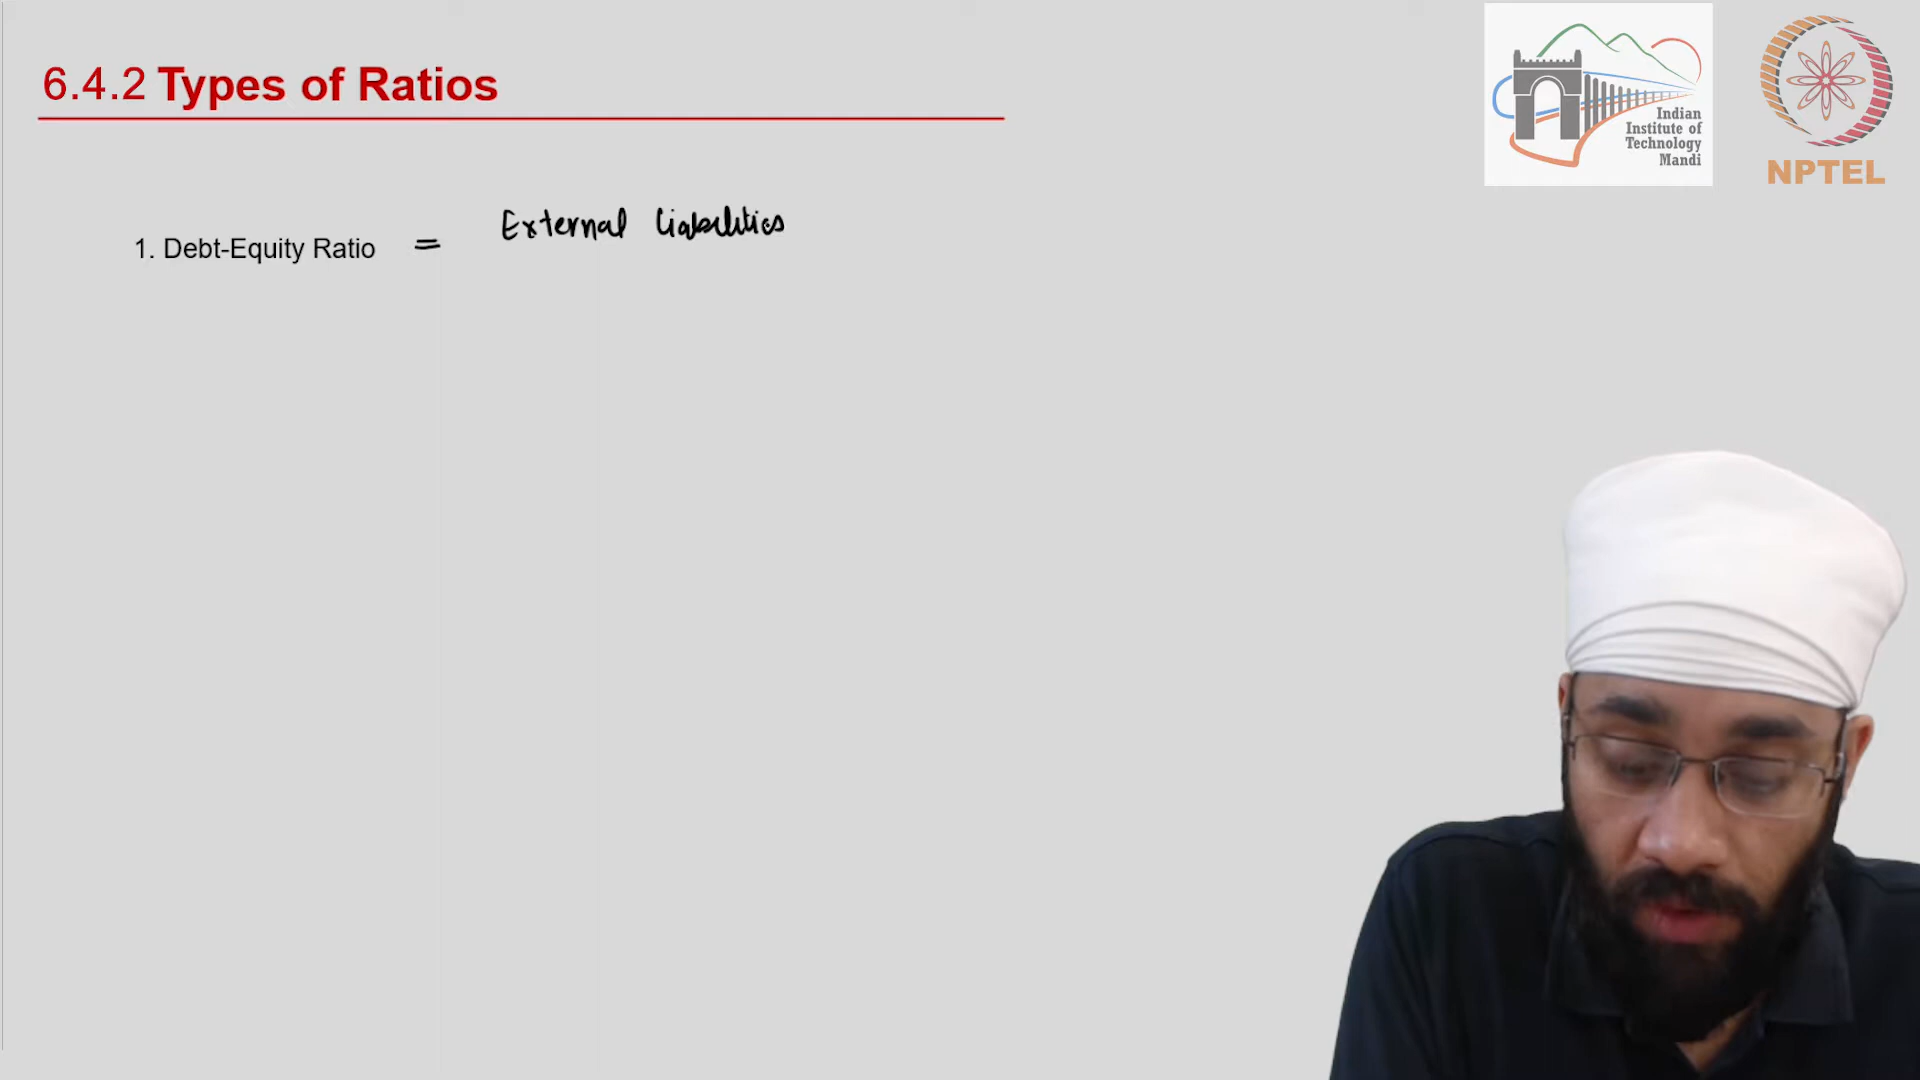 6.4.2 Types of Ratios
Indian
Institute of
Technology
Mandi
NPTEL
External liabilities
1. Debt-Equity Ratio =